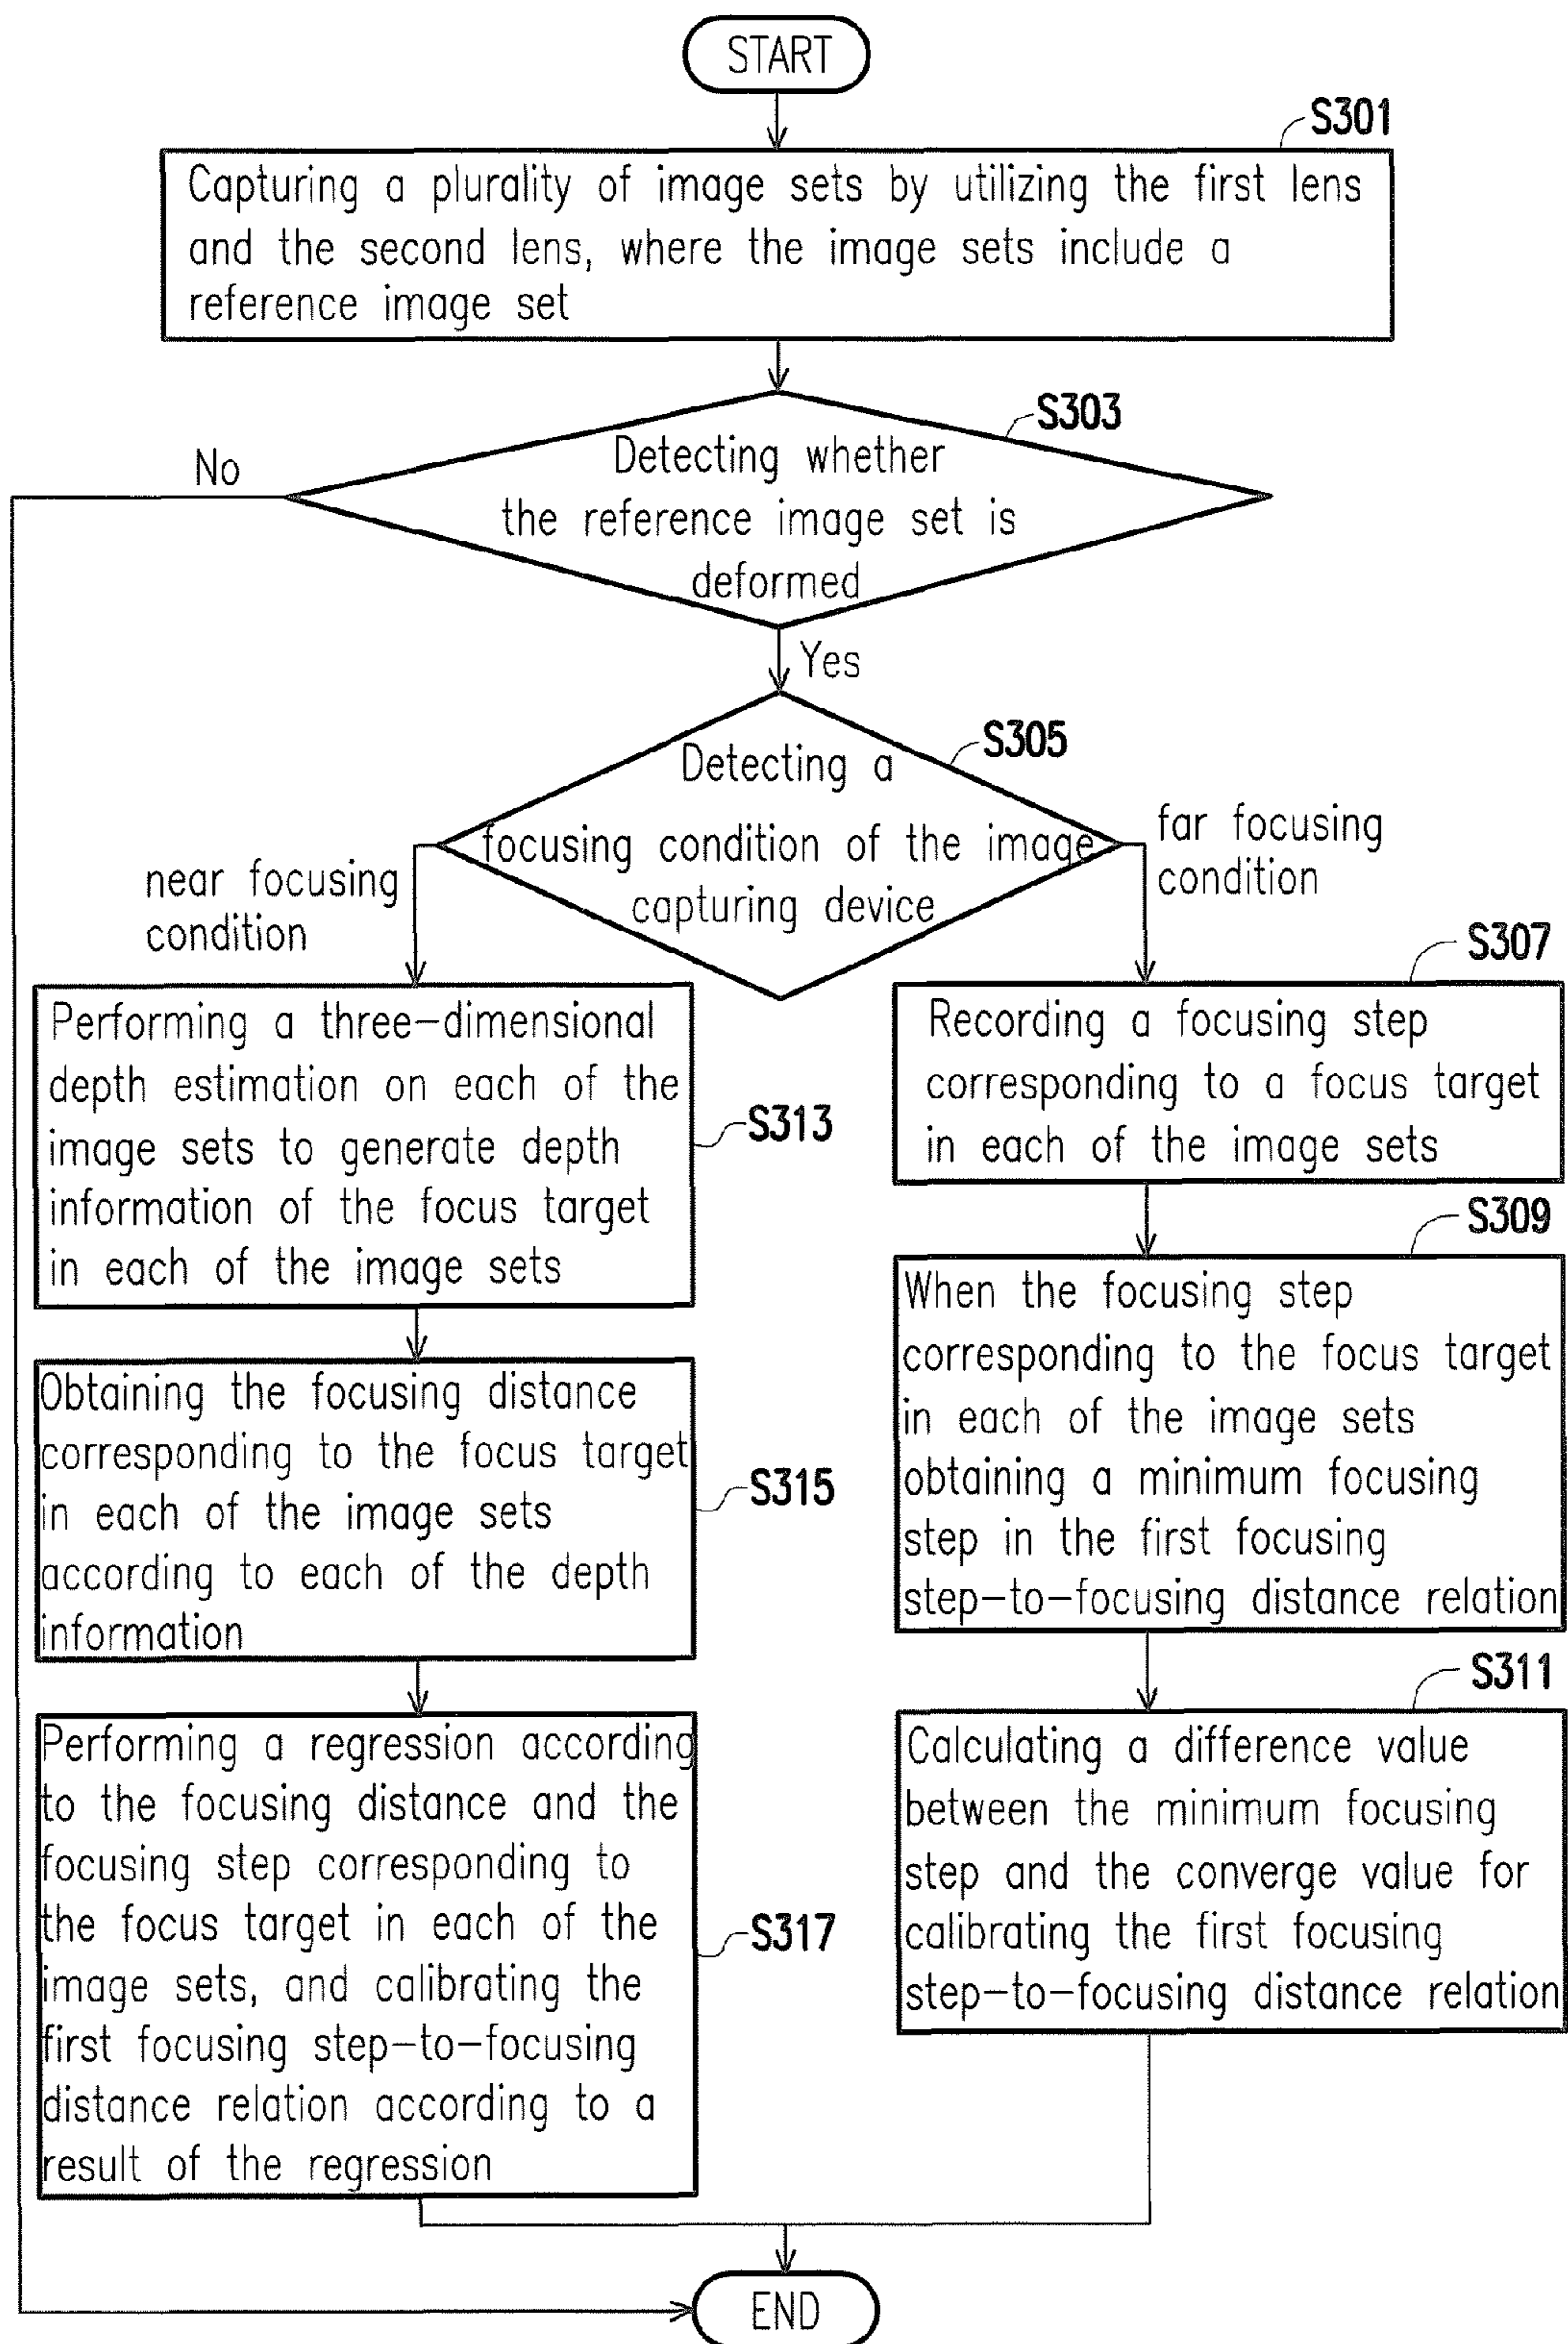 START
S301
Capturing a plurality of image sets by utilizing the first lens
and the second lens, where the image sets include a
reference image set
S303
Detecting whether
the reference image set is
deformed
No
Yes
S305
Detecting a
focusing condition of the image
capturing device
near focusing
condition
far focusing
condition
Performing a three-dimensional
depth estimation on each of the
image sets to generate depth
information of the focus target
in each of the image sets
S313
Obtaining the focusing distance
corresponding to the focus target
in each of the image sets
according to each of the depth
information
S315
Performing a regression according
to the focusing distance and the
focusing step corresponding to
the focus target in each of the
image sets, and calibrating the
first focusing step-to-focusing
distance relation according to a
result of the regression
S317
S307
Recording a focusing step
corresponding to a focus target
in each of the image sets
S309
When the focusing step
corresponding to the focus target
in each of the image sets
obtaining a minimum focusing
step in the first focusing
step-to-focusing distance relation
S311
Calculating a difference value
between the minimum focusing
step and the converge value for
calibrating the first focusing
step-to-focusing distance relation
END